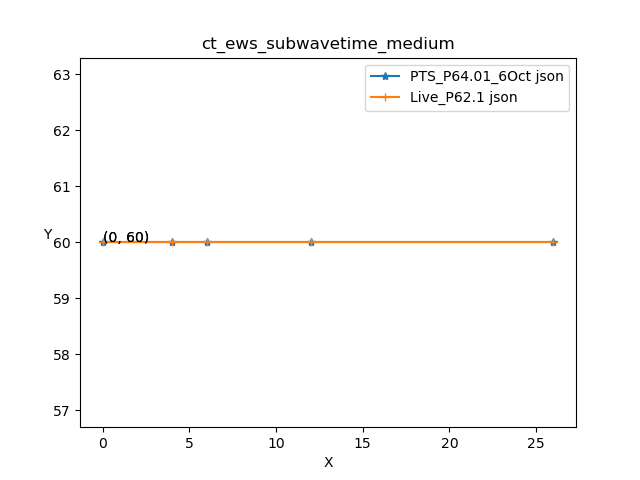 ct_ews_subwavetime_medium
PTS_P64.01_6Oct json
Live_P62.1 json
63
62
61
60
59
58
57
Y
(0, 60)
0 5 10 15 20 25
X